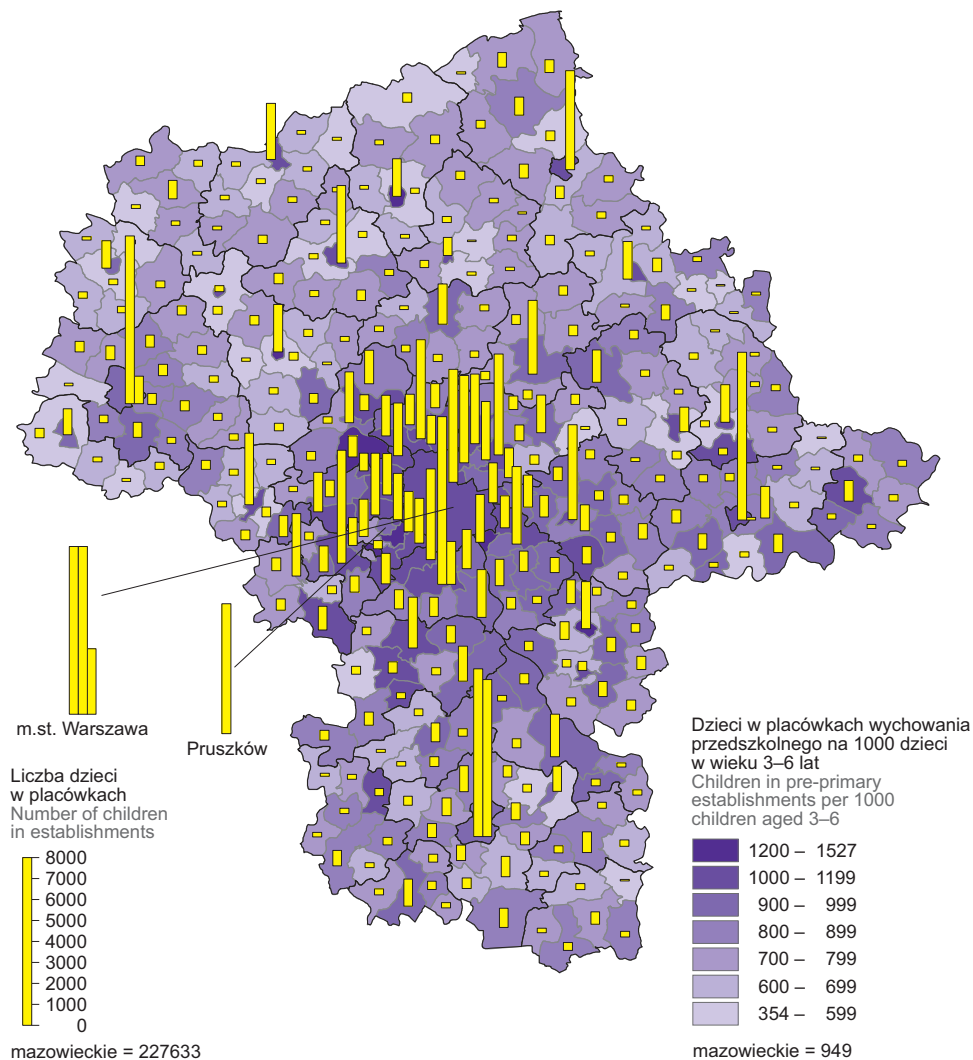 m.st. Warszawa
Pruszków
Liczba dzieci
w placówkach
Number of children
in establishments
8000
7000
6000
5000
4000
3000
2000
1000
0
mazowieckie = 227633
Dzieci w placówkach wychowania
przedszkolnego na 1000 dzieci
w wieku 3–6 lat
Children in pre-primary
establishments per 1000
children aged 3–6
1200 – 1527
1000 – 1199
900 – 999
800 – 899
700 – 799
600 – 699
354 – 599
mazowieckie = 949